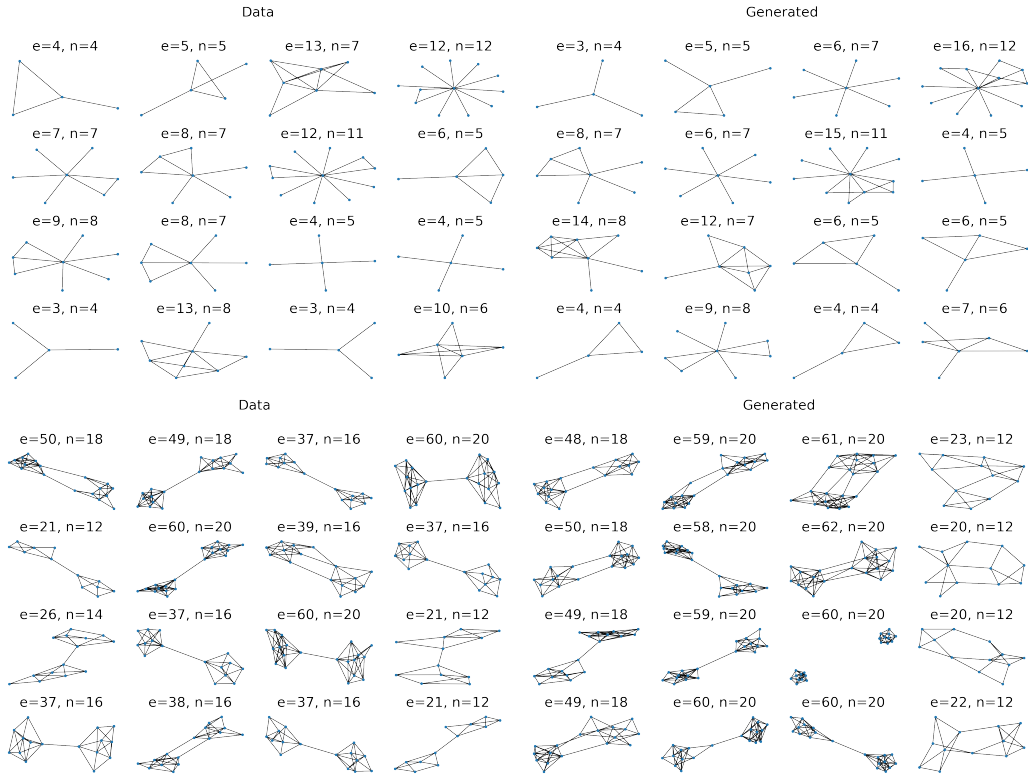 Data Generated
e=4, n=4 e=5, n=5 e=13, n=7 e=12, n=12 e=3, n=4 e=5, n=5 e=6, n=7 e=16, n=12
e=7, n=7 e=8, n=7 e=12, n=11 e=6, n=5 e=8, n=7 e=6, n=7 e=15, n=11 e=4, n=5
e=9, n=8 e=8, n=7 e=4, n=5 e=4, n=5 e=14, n=8 e=12, n=7 e=6, n=5 e=6, n=5
e=3, n=4 e=13, n=8 e=3, n=4 e=10, n=6 e=4, n=4 e=9, n=8 e=4, n=4 e=7, n=6
Data Generated
e=50, n=18 e=49, n=18 e=37, n=16 e=60, n=20 e=48, n=18 e=59, n=20 e=61, n=20 e=23, n=12
e=21, n=12 e=60, n=20 e=39, n=16 e=37, n=16 e=50, n=18 e=58, n=20 e=62, n=20 e=20, n=12
e=26, n=14 e=37, n=16 e=60, n=20 e=21, n=12 e=49, n=18 e=59, n=20 e=60, n=20 e=20, n=12
e=37, n=16 e=38, n=16 e=37, n=16 e=21, n=12 e=49, n=18 e=60, n=20 e=60, n=20 e=22, n=12